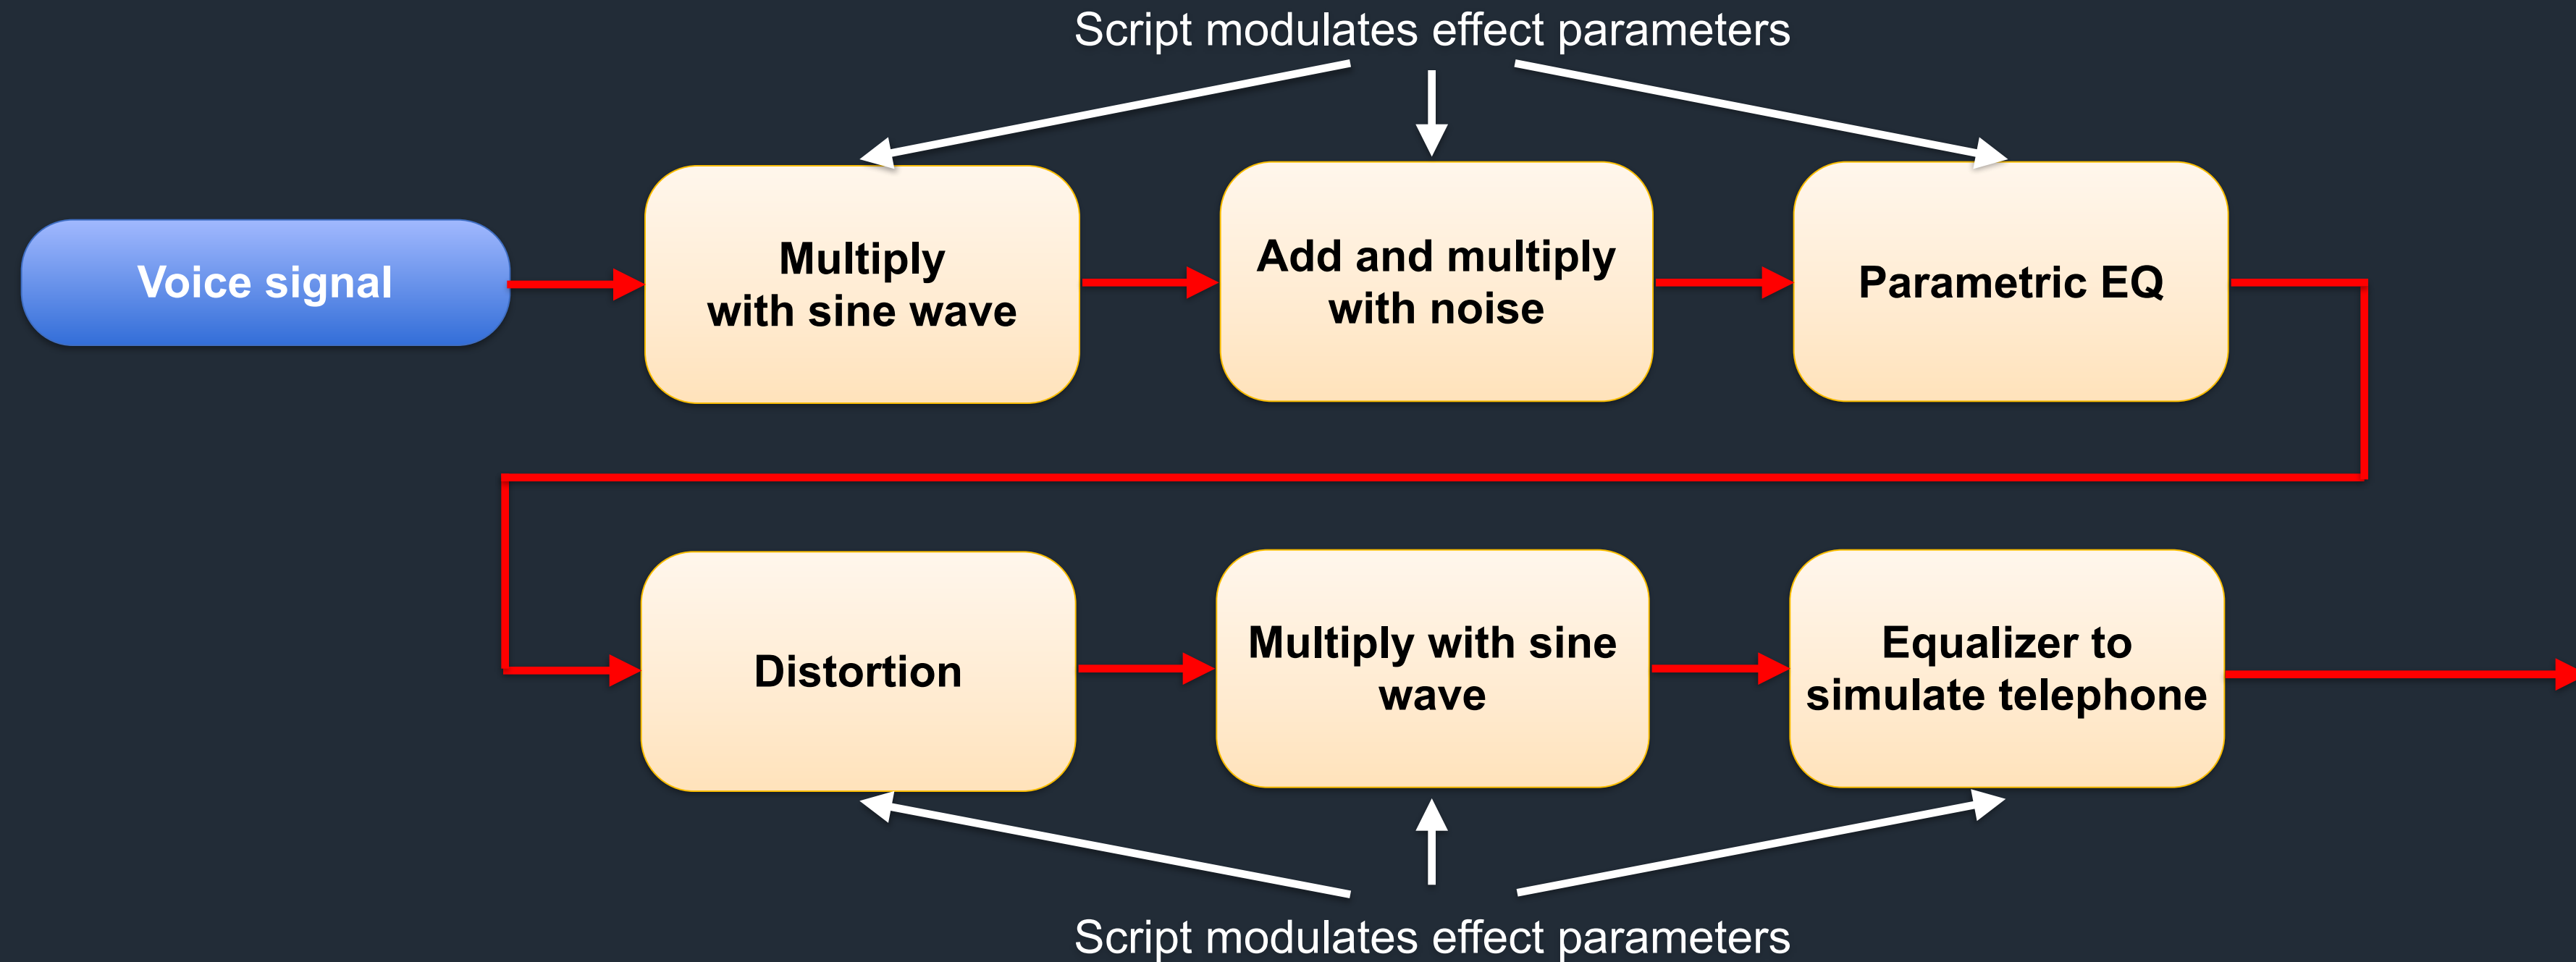 Script modulates effect parameters
Voice signal
Multiply
with sine wave
Add and multiply
with noise
Parametric EQ
Distortion
Multiply with sine
wave
Equalizer to
simulate telephone
Script modulates effect parameters